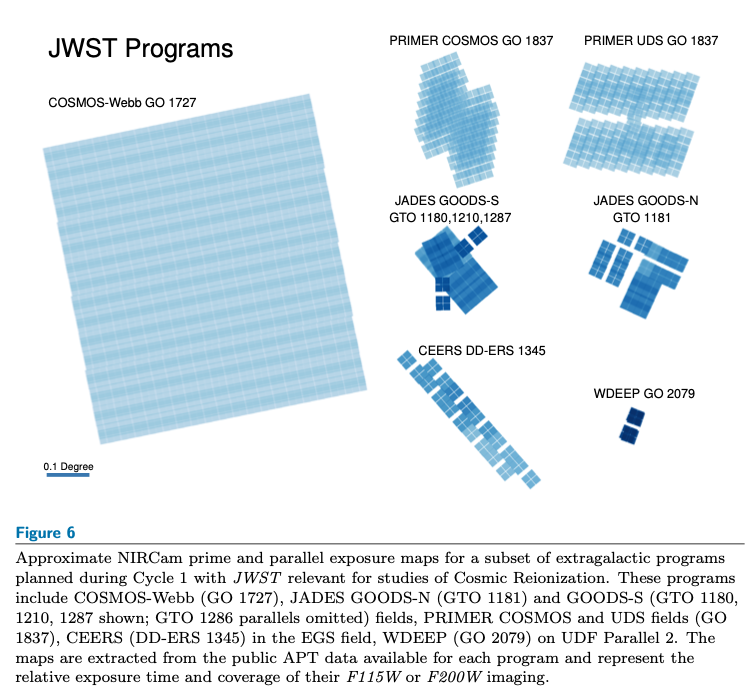 JWST Programs
COSMOS-Webb GO 1727
PRIMER COSMOS GO 1837
PRIMER UDS GO 1837
JADES GOODS-S
GTO 1180,1210,1287
JADES GOODS-N
GTO 1181
CEERS DD-ERS 1345
WDEEP GO 2079
0.1 Degree
Figure 6
Approximate NIRCam prime and parallel exposure maps for a subset of extragalactic programs
planned during Cycle 1 with JWST relevant for studies of Cosmic Reionization. These programs
include COSMOS-Webb (GO 1727), JADES GOODS-N (GTO 1181) and GOODS-S (GTO 1180,
1210, 1287 shown; GTO 1286 parallels omitted) fields, PRIMER COSMOS and UDS fields (GO
1837), CEERS (DD-ERS 1345) in the EGS field, WDEEP (GO 2079) on UDF Parallel 2. The
maps are extracted from the public APT data available for each program and represent the
relative exposure time and coverage of their F115W or F200W imaging.